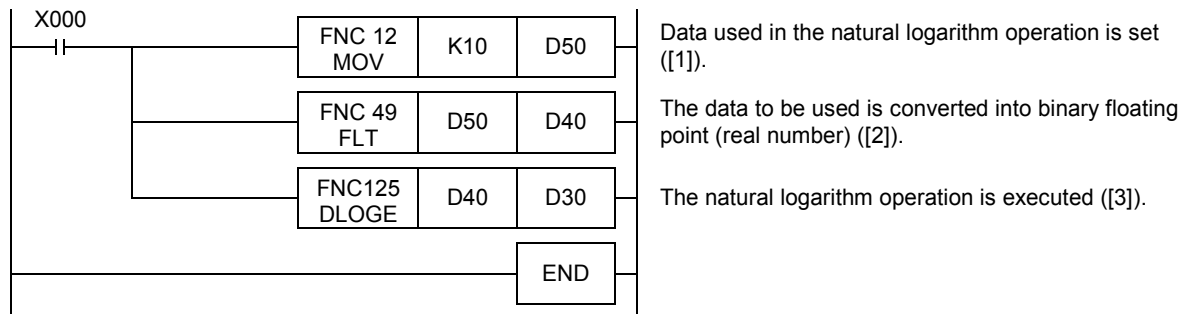 X000
FNC 12
MOV
K10
D50
Data used in the natural logarithm operation is set
([1]).
FNC 49
FLT
D50
D40
The data to be used is converted into binary floating
point (real number) ([2]).
FNC125
DLOGE
D40
D30
The natural logarithm operation is executed ([3]).
END